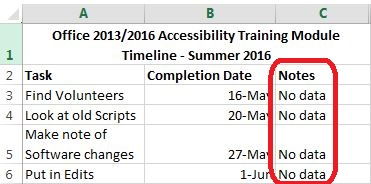 A B C
Office 2013/2016 Accessibility Training Module
1 Timeline - Summer 2016
2 Task Completion Date Notes
3 Find Volunteers 16-May No data
4 Look at old Scripts 20-May No data
Make note of
5 Software changes 27-May No data
6 Put in Edits 1-Jun No data